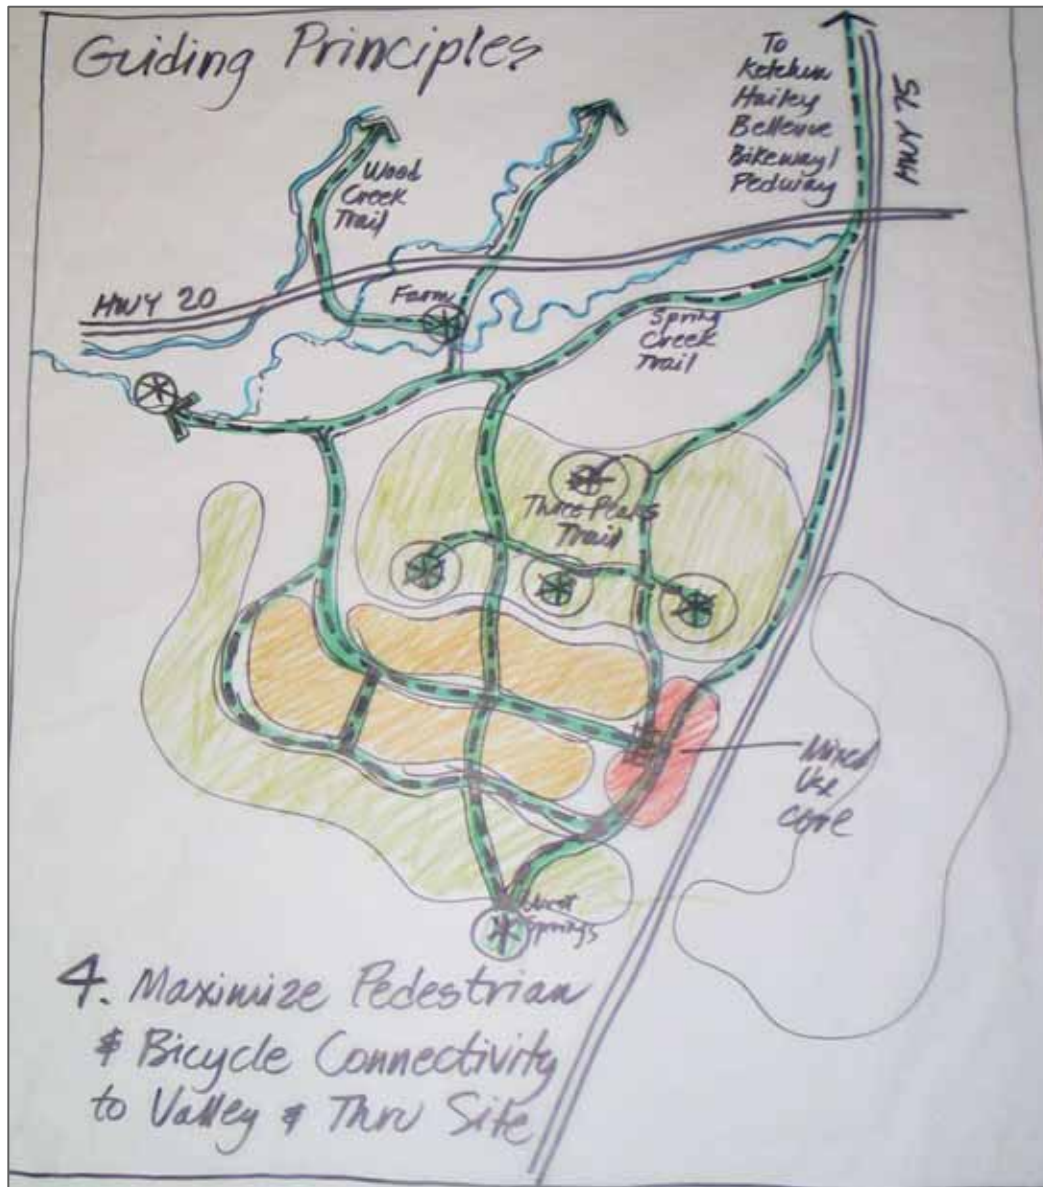 Guiding Principles
To
Ketchum
Hailey
Bellevue
Bikeway/
Pedway
HWY 75
Wood
Creek
Trail
HWY 20
Farm
Spring
Creek
Trail
Three Peaks
Trail
Mixed
Use
Core
Springs
4. Maximize Pedestrian
& Bicycle Connectivity
to Valley & Thru Site